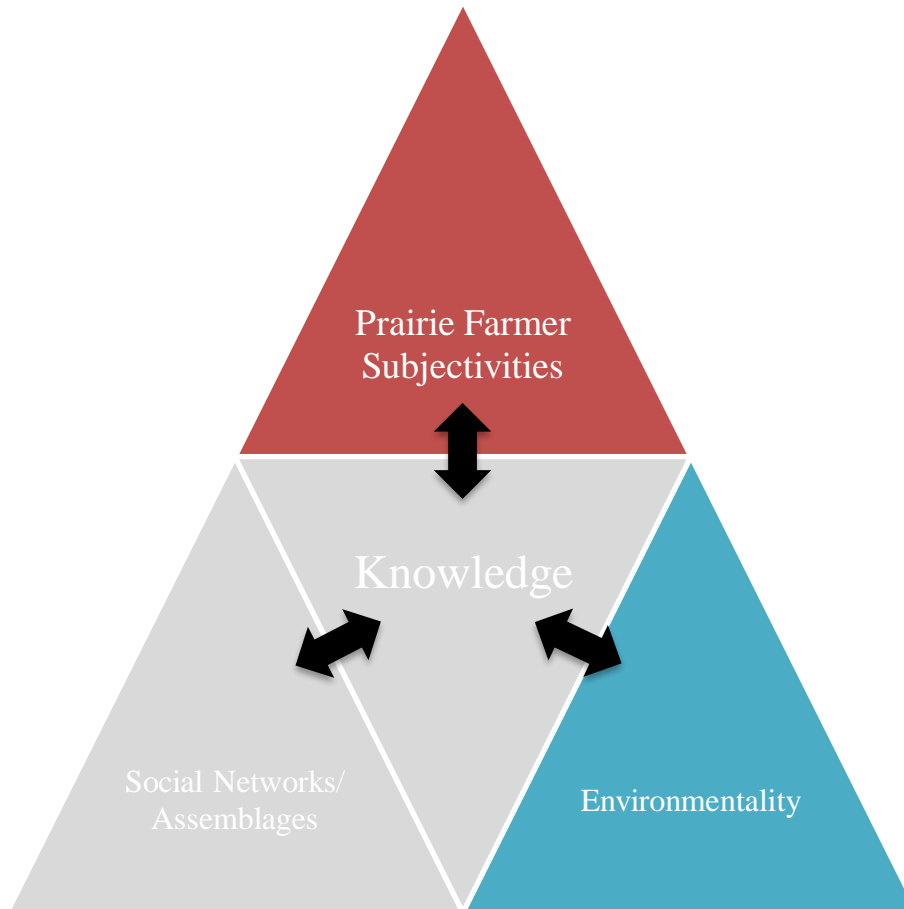 Prairie Farmer
Subjectivities
Knowledge
Social Networks/
Assemblages
Environmentality